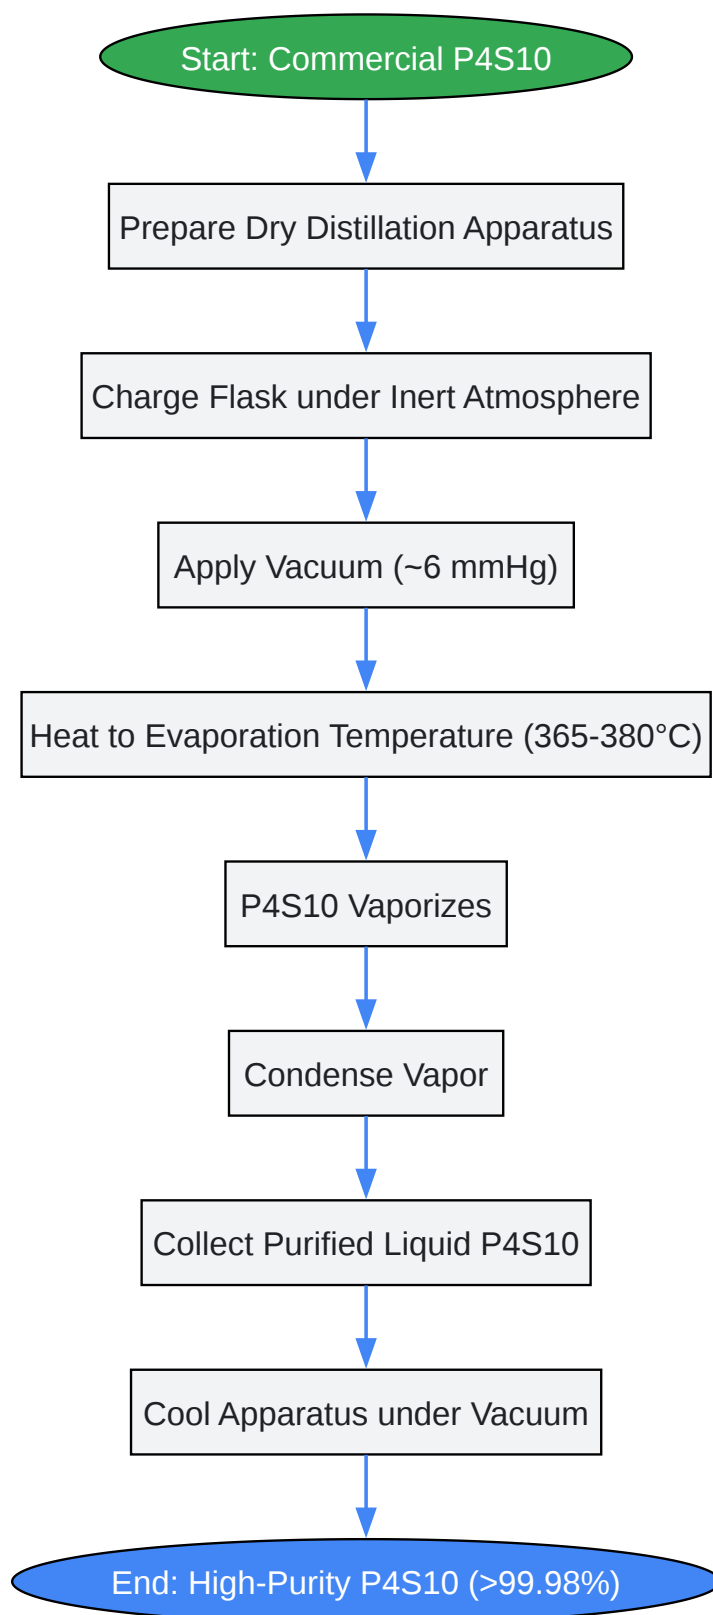 Start: Commercial P4S10
Prepare Dry Distillation Apparatus
Charge Flask under Inert Atmosphere
Apply Vacuum (~6 mmHg)
Heat to Evaporation Temperature (365-380°C)
P4S10 Vaporizes
Condense Vapor
Collect Purified Liquid P4S10
Cool Apparatus under Vacuum
End: High-Purity P4S10 (>99.98%)